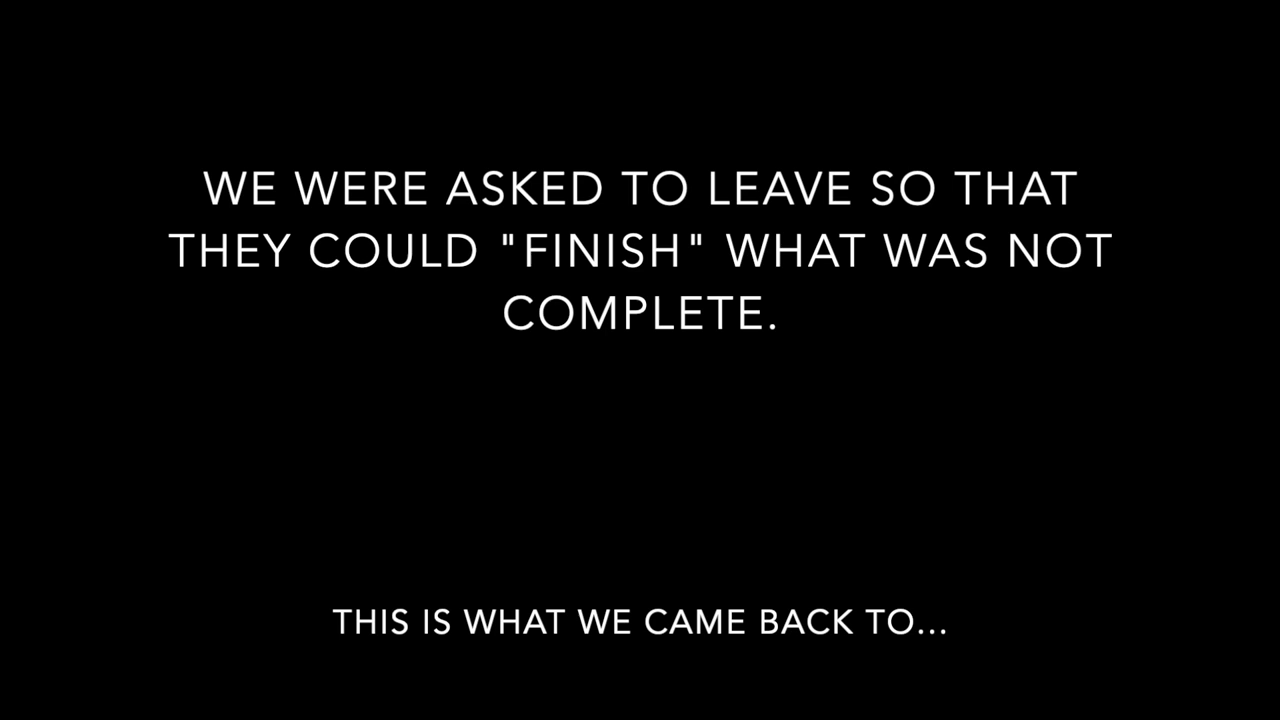 WE WERE ASKED TO LEAVE SO THAT
THEY COULD "FINISH" WHAT WAS NOT
COMPLETE.
THIS IS WHAT WE CAME BACK TO...